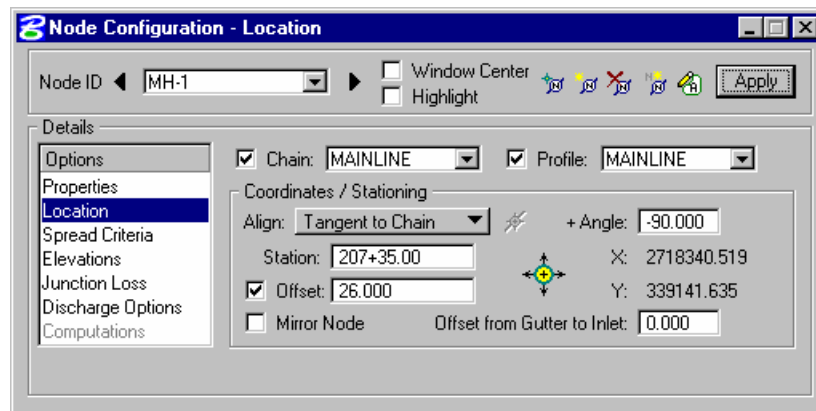 Node Configuration - Location
Node ID MH-1 Window Center Apply
Highlight
Details
Options Chain: MAINLINE Profile: MAINLINE
Properties Coordinates / Stationing
Location Align: Tangent to Chain + Angle: -90.000
Spread Criteria Station: 207+35.00 X: 2718340.519
Elevations
Junction Loss Offset: 26.000 Y: 339141.635
Discharge Options
Computations Mirror Node Offset from Gutter to Inlet: 0.000